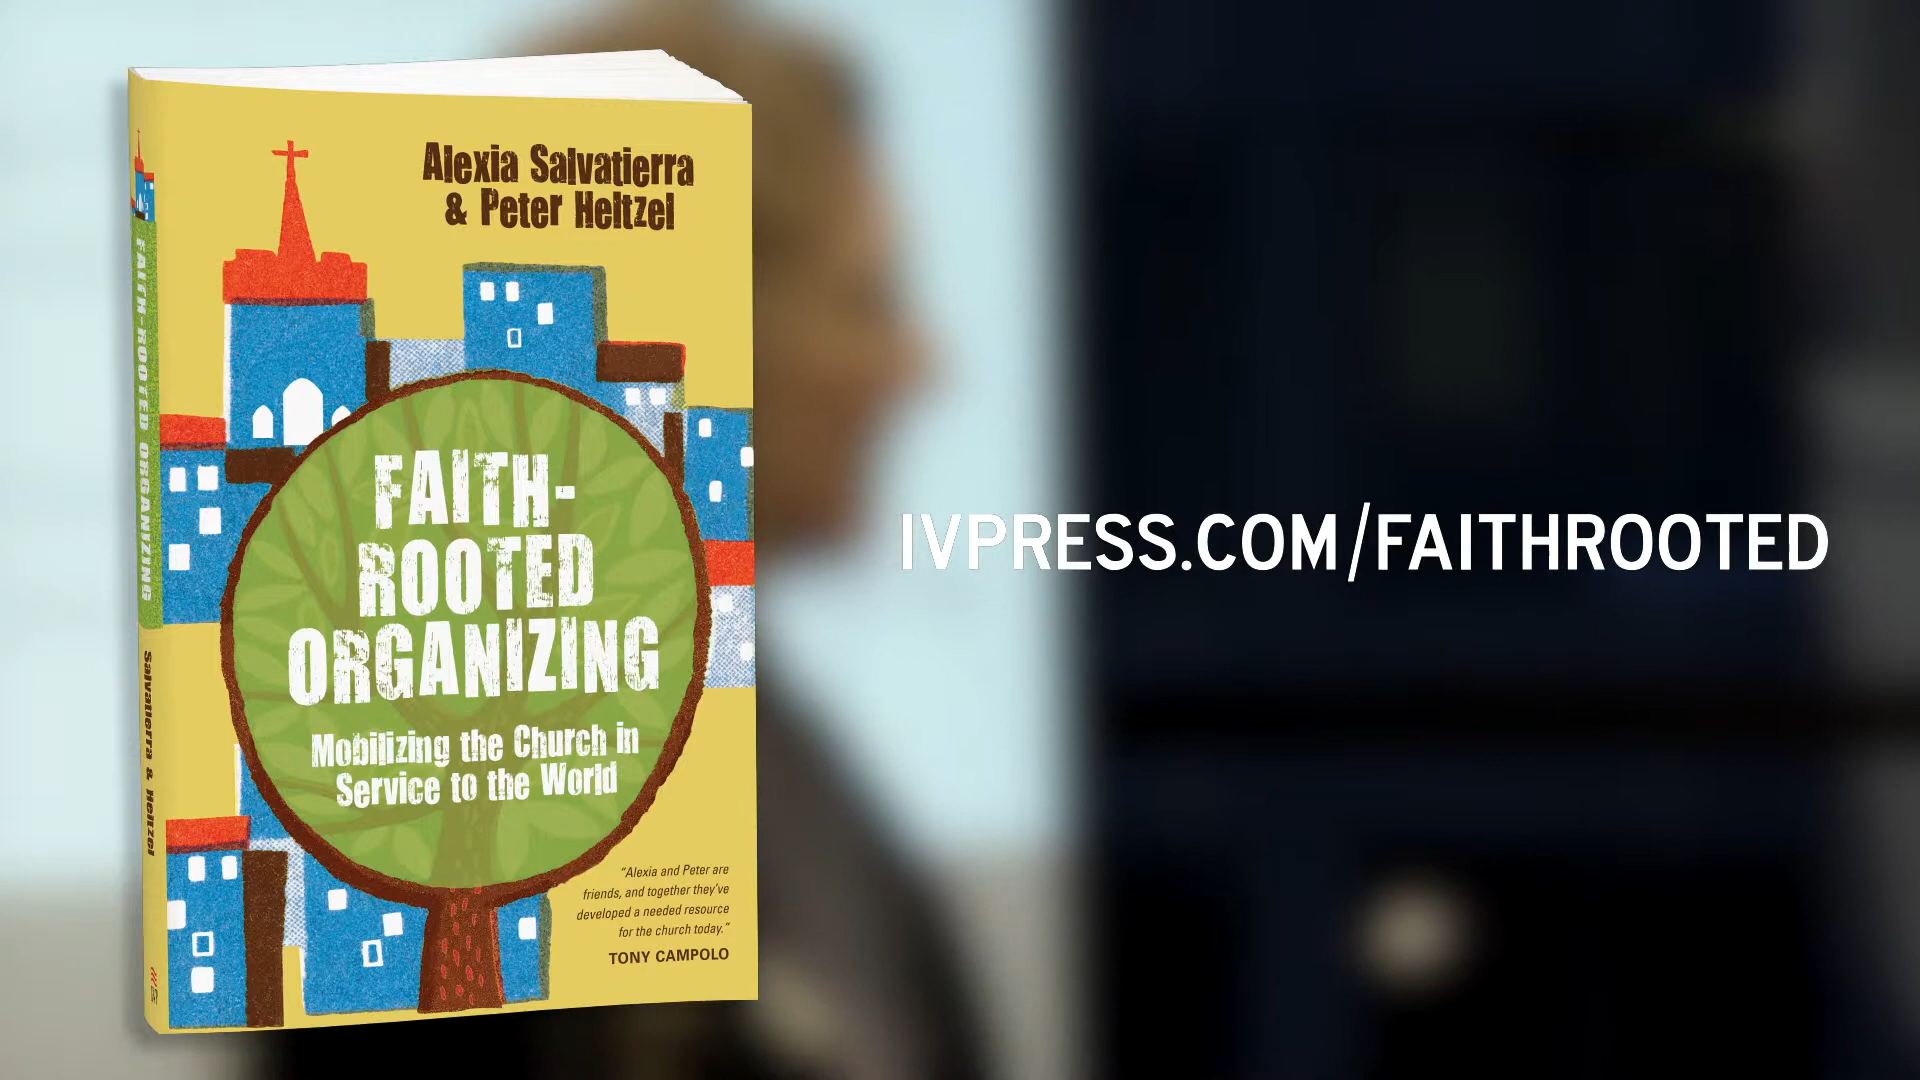 Alexia Salvatierra
& Peter Heltzel
FAITH-ROOTED ORGANIZING
Salvatierra & Heltzel
FAITH-
ROOTED
ORGANIZING
Mobilizing the Church in
Service to the World
"Alexia and Peter are
friends, and together they've
developed a needed resource
for the church today."
TONY CAMPOLO
IVPRESS.COM/FAITHROOTED